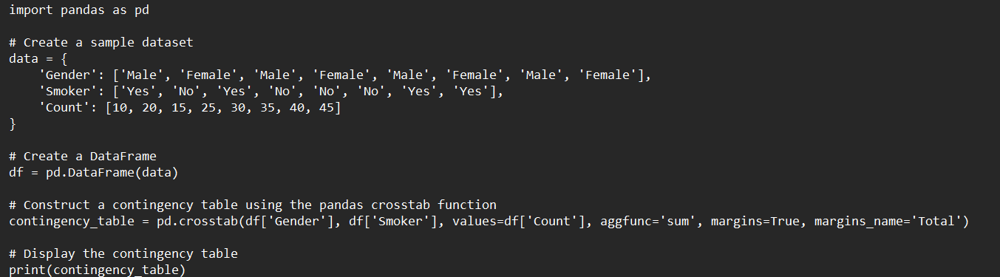 import pandas as pd
# Create a sample dataset
data = {
    'Gender': ['Male', 'Female', 'Male', 'Female', 'Male', 'Female', 'Male', 'Female'],
    'Smoker': ['Yes', 'No', 'Yes', 'No', 'No', 'No', 'Yes', 'Yes'],
    'Count': [10, 20, 15, 25, 30, 35, 40, 45]
}
# Create a DataFrame
df = pd.DataFrame(data)
# Construct a contingency table using the pandas crosstab function
contingency_table = pd.crosstab(df['Gender'], df['Smoker'], values=df['Count'], aggfunc='sum', margins=True, margins_name='Total')
# Display the contingency table
print(contingency_table)